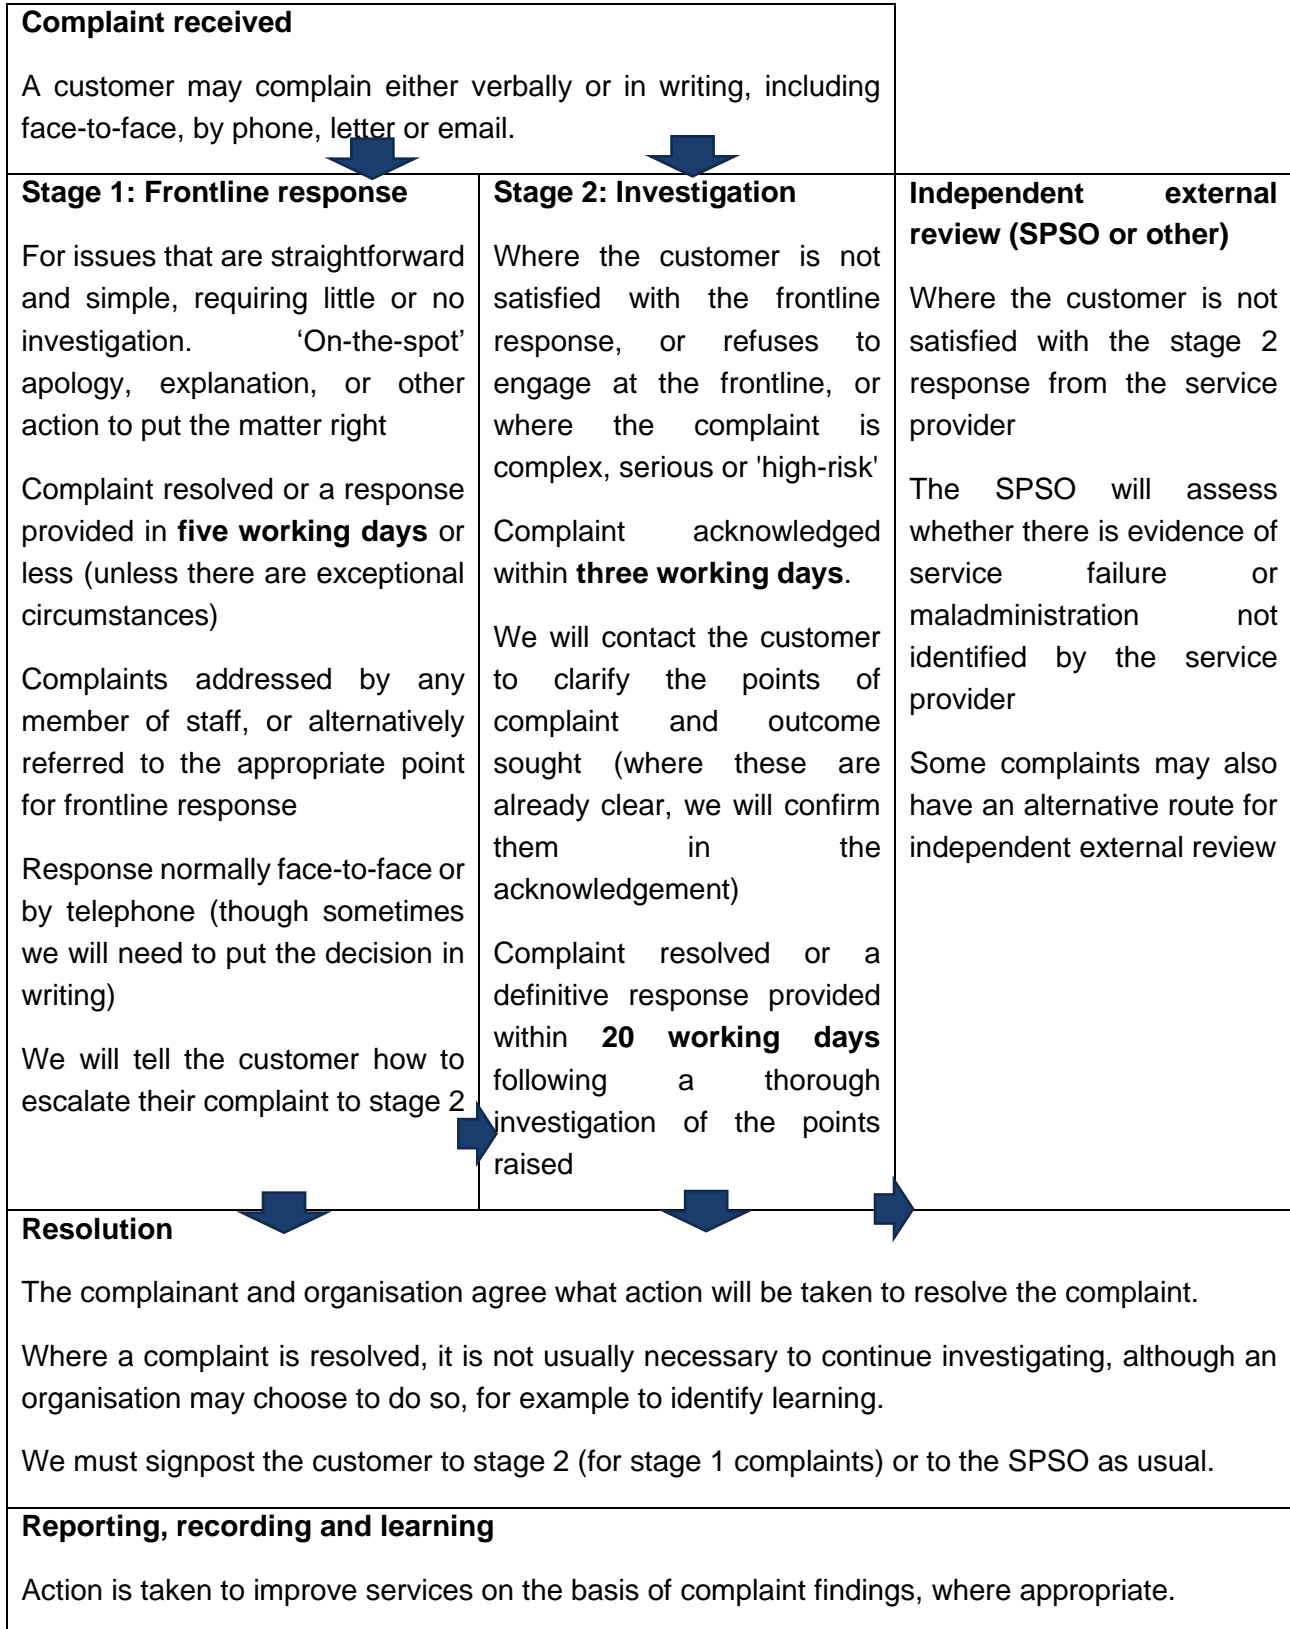 Complaint received
A customer may complain either verbally or in writing, including
face-to-face, by phone, letter or email.
Stage 1: Frontline response
For issues that are straightforward
and simple, requiring little or no
investigation. ‘On-the-spot’
apology, explanation, or other
action to put the matter right
Complaint resolved or a response
provided in five working days or
less (unless there are exceptional
circumstances)
Complaints addressed by any
member of staff, or alternatively
referred to the appropriate point
for frontline response
Response normally face-to-face or
by telephone (though sometimes
we will need to put the decision in
writing)
We will tell the customer how to
escalate their complaint to stage 2
Stage 2: Investigation
Where the customer is not
satisfied with the frontline
response, or refuses to
engage at the frontline, or
where the complaint is
complex, serious or 'high-risk'
Complaint acknowledged
within three working days.
We will contact the customer
to clarify the points of
complaint and outcome
sought (where these are
already clear, we will confirm
them in the
acknowledgement)
Complaint resolved or a
definitive response provided
within 20 working days
following a thorough
investigation of the points
raised
Independent external
review (SPSO or other)
Where the customer is not
satisfied with the stage 2
response from the service
provider
The SPSO will assess
whether there is evidence of
service failure or
maladministration not
identified by the service
provider
Some complaints may also
have an alternative route for
independent external review
Resolution
The complainant and organisation agree what action will be taken to resolve the complaint.
Where a complaint is resolved, it is not usually necessary to continue investigating, although an
organisation may choose to do so, for example to identify learning.
We must signpost the customer to stage 2 (for stage 1 complaints) or to the SPSO as usual.
Reporting, recording and learning
Action is taken to improve services on the basis of complaint findings, where appropriate.